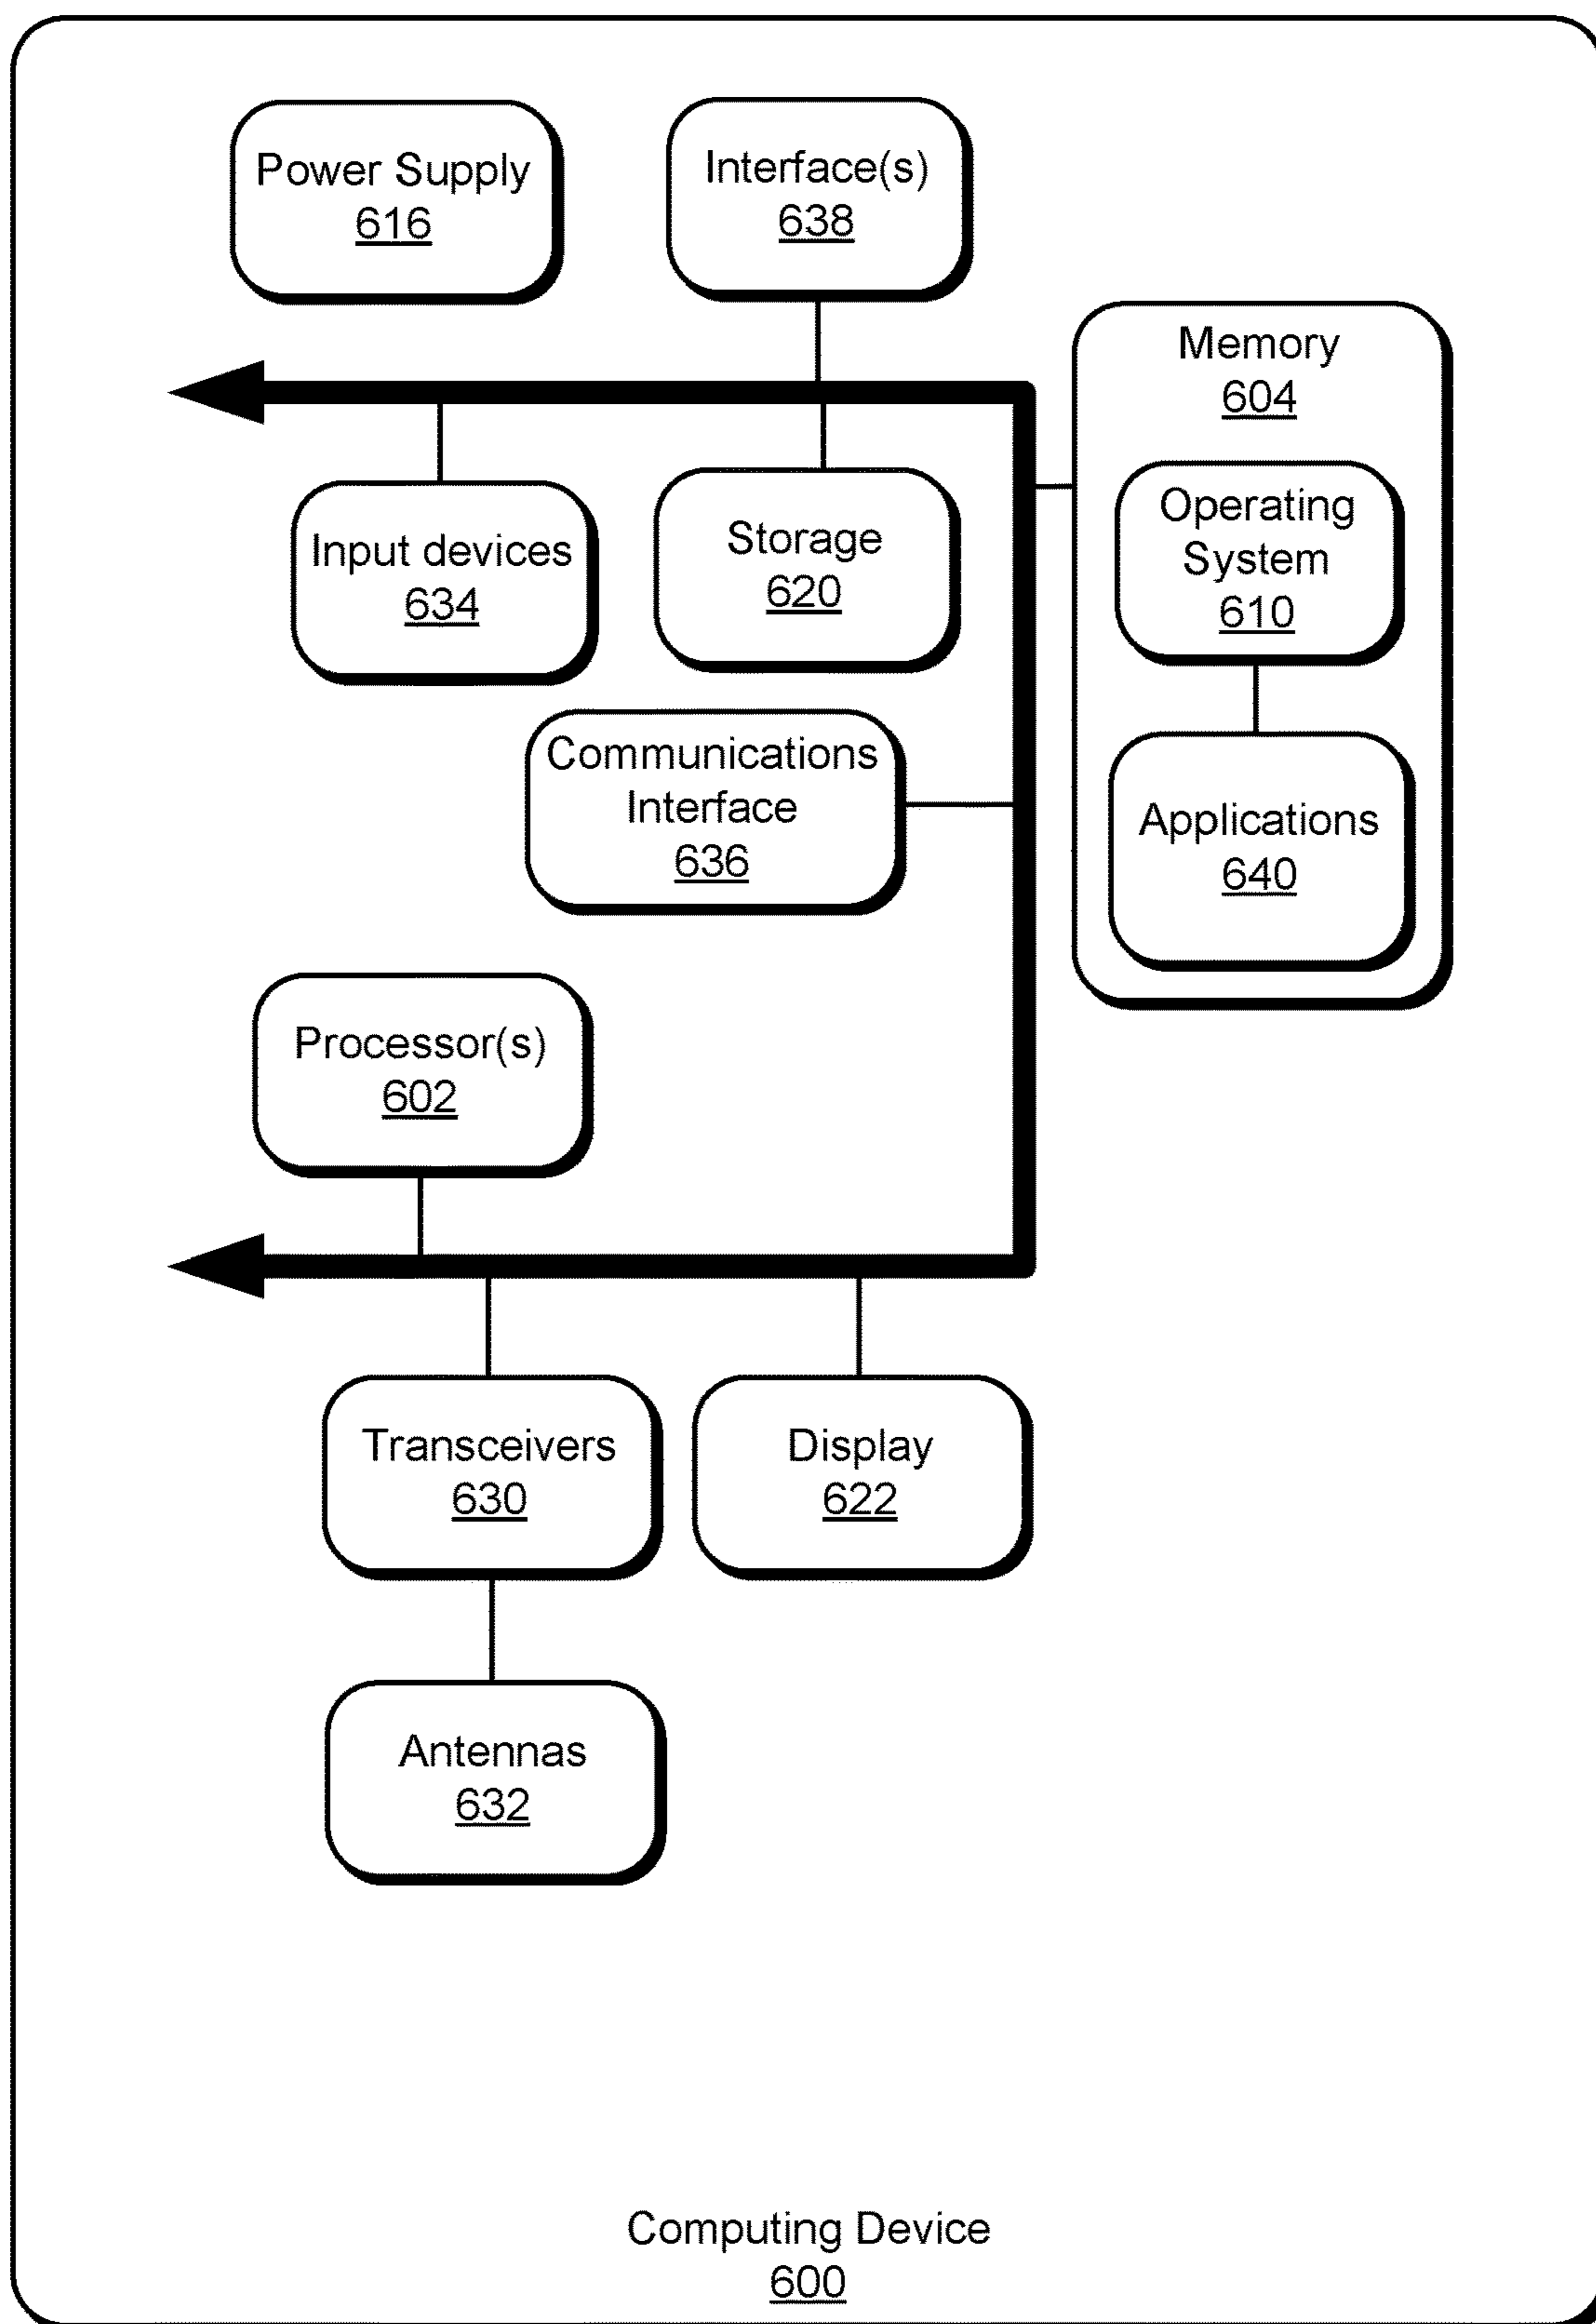 Power Supply
616
Interface(s)
638
Memory
604
Operating
System
610
Applications
640
Input devices
634
Storage
620
Communications
Interface
636
Processor(s)
602
Transceivers
630
Display
622
Antennas
632
Computing Device
600